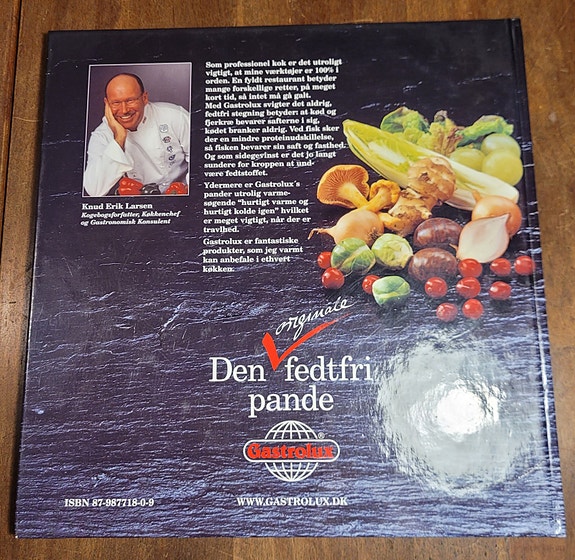 Som professionel kok er det utroligt
vigtigt, at mine værktøjer er 100% i
orden. En fyldt restaurant betyder
mange forskellige retter, på meget
kort tid, så intet må gå galt.
Med Gastrolux svigter det aldrig,
fedtfri stegning betyder: at kød og
fjerkræ bevarer safterne i sig,
kødet branker aldrig. Ved fisk sker
der en mindre proteinudskillelse,
så fisken bevarer sin saft og fasthed.
Og som sidegevinst er det jo langt
sundere for kroppen at und-
være fedtstoffet.
Ydermere er Gastrolux´s
pander utrolig varme-
søgende "hurtigt varme og
hurtigt kolde igen" hvilket
er meget vigtigt, når der er
travlhed.
Gastrolux er fantastiske
produkter, som jeg varmt
kan anbefale i ethvert
køkken.
Knud Erik Larsen
Kogebogsforfatter, Køkkenchef
og Gastronomisk Konsulent
originale
Den fedtfri
pande
Gastrolux®
ISBN 87-987718-0-9
WWW.GASTROLUX.DK